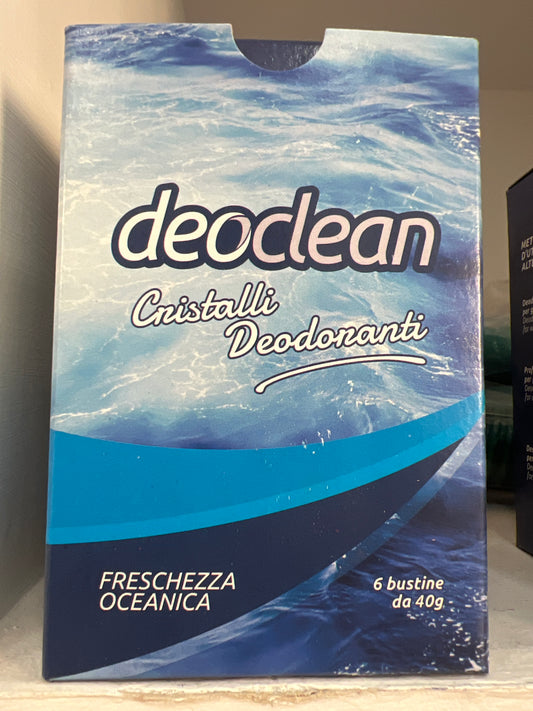 deoclean
Cristalli
Deodoranti
FRESCHEZZA
OCEANICA
6 bustine
da 40g